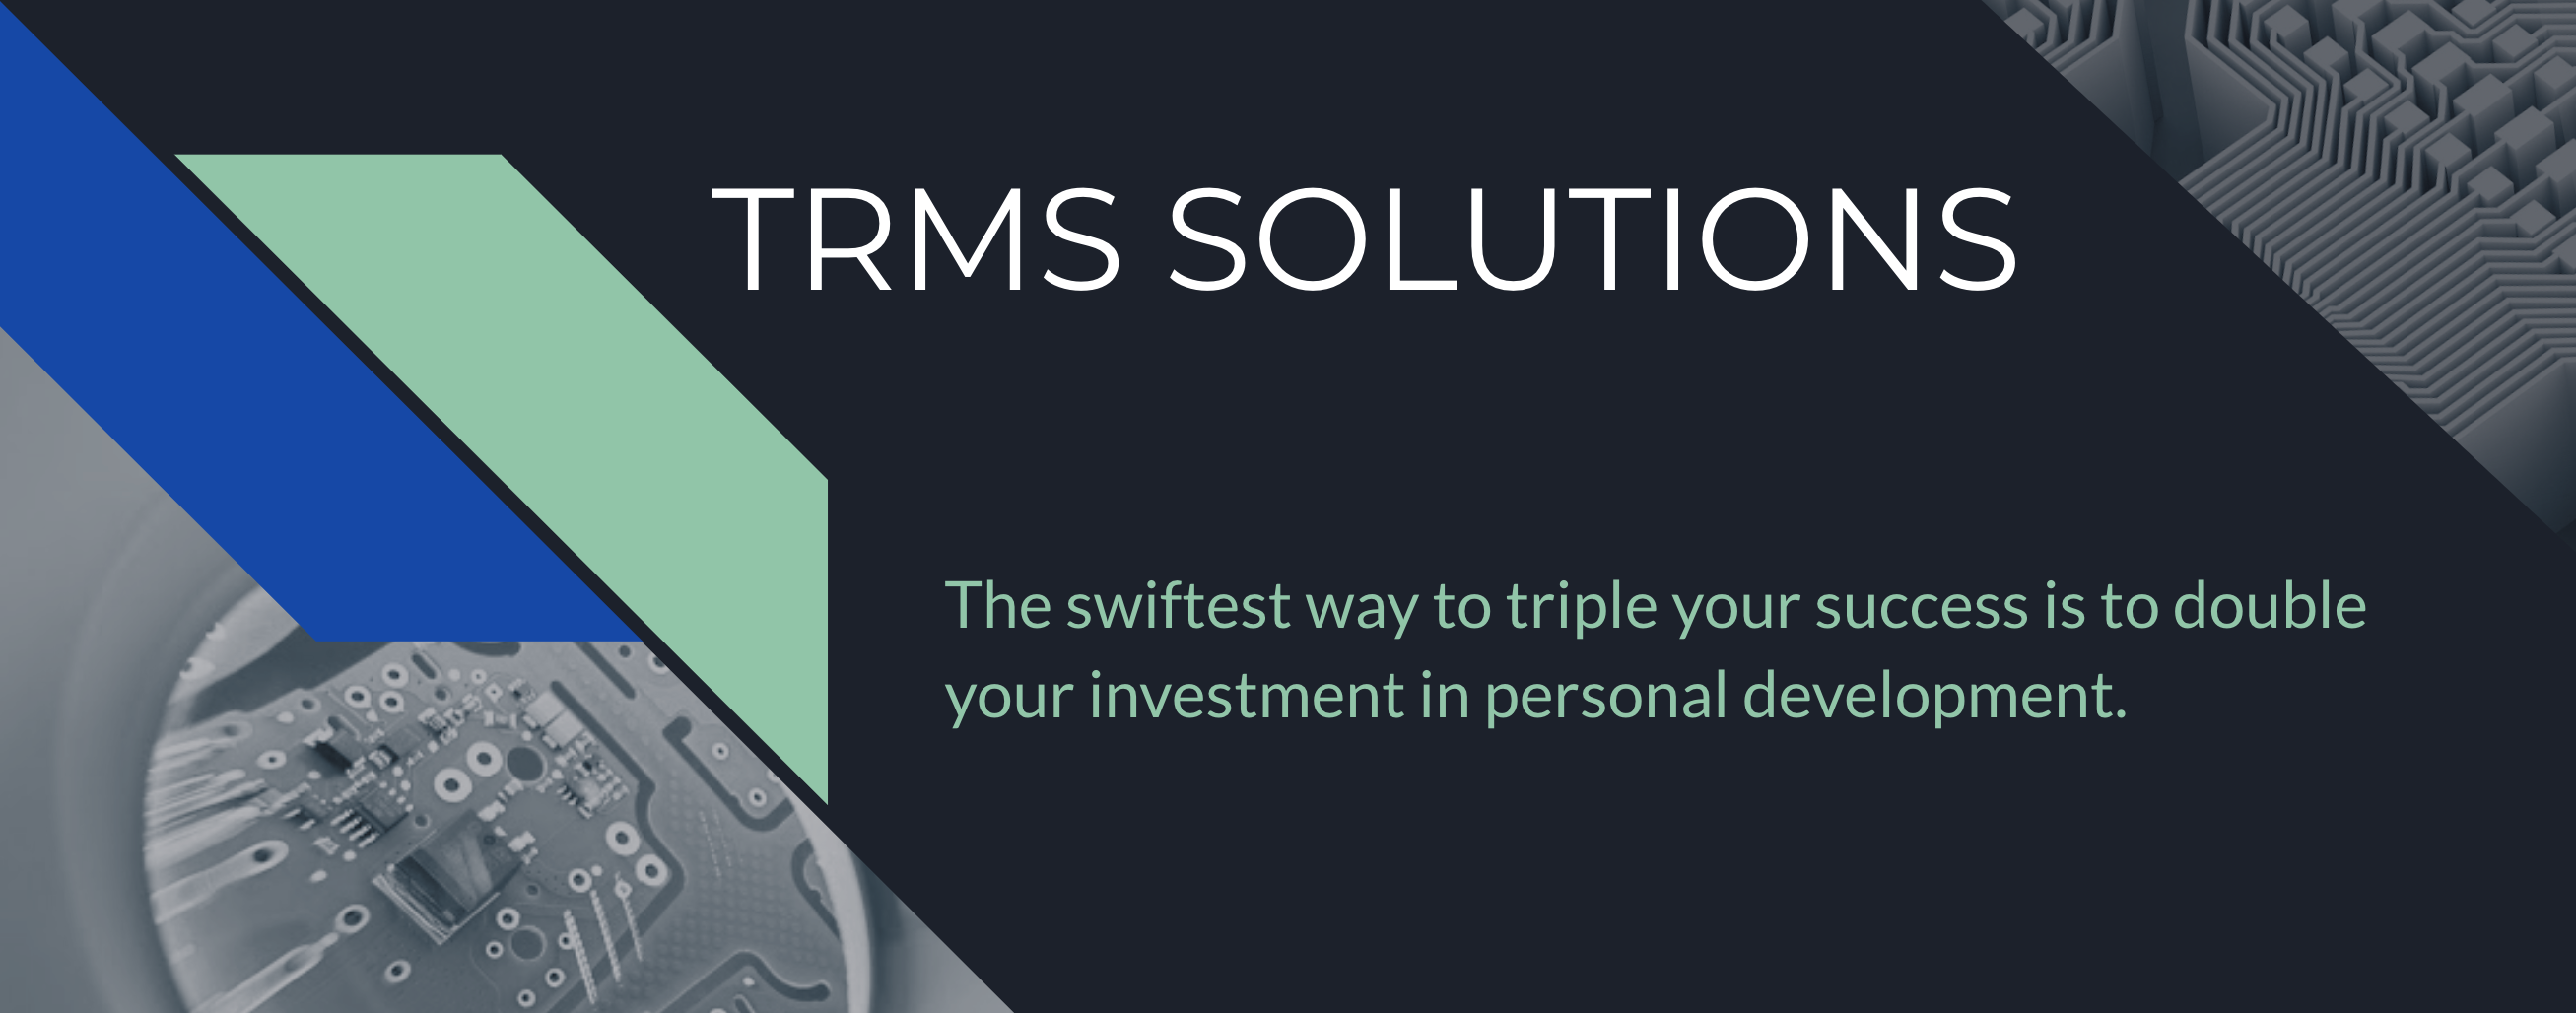 TRMS SOLUTIONS
The swiftest way to triple your success is to double
your investment in personal development.